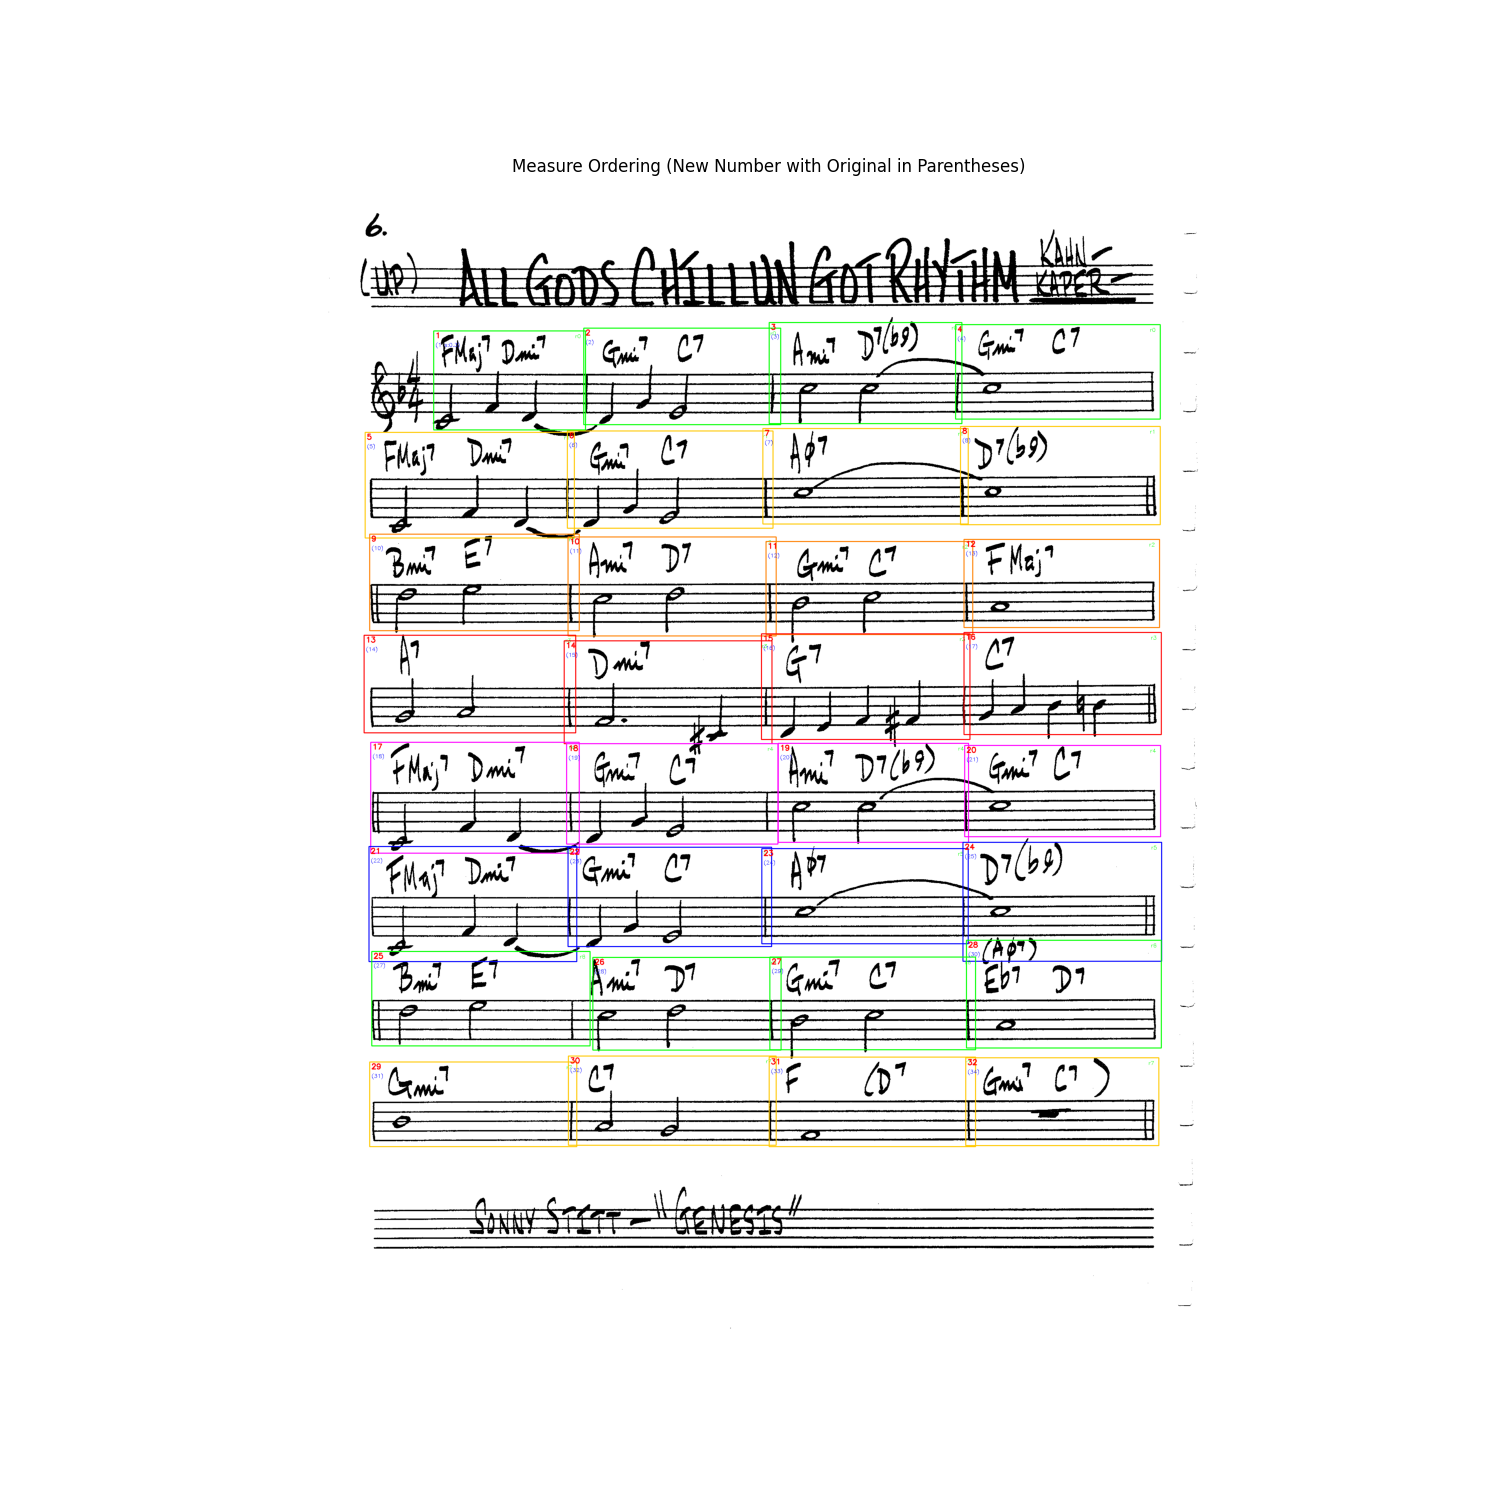 Measure Ordering (New Number with Original in Parentheses)
6.
(UP) ALL GODS CHILLUN GOT RHYTHM KAHN-
KAPER-
1 2 3 4
(2) (3) (4)
FMaj7 Dmi7 Gmi7 C7 Ami7 D7(b9) Gmi7 C7
4
4
5 6 7 8
(5) (6) (7) (8)
FMaj7 Dmi7 Gmi7 C7 Aø7 D7(b9)
9 10 11 12
(10) (11) (12) (13)
Bmi7 E7 Ami7 D7 Gmi7 C7 FMaj7
13 14 15 16
(14) (15) (16) (17)
A7 Dmi7 G7 C7
17 18 19 20
(18) (19) (20) (21)
FMaj7 Dmi7 Gmi7 C7 Ami7 D7(b9) Gmi7 C7
21 22 23 24
(22) (23) (24) (25)
FMaj7 Dmi7 Gmi7 C7 Aø7 D7(b9)
25 26 27 28
(27) (28) (29) (30)
(Aø7)
Bmi7 E7 Ami7 D7 Gmi7 C7 Eb7 D7
29 30 31 32
(31) (32) (33) (34)
Gmi7 C7 F (D7 Gmi7 C7)
SONNY STITT - "GENESIS"